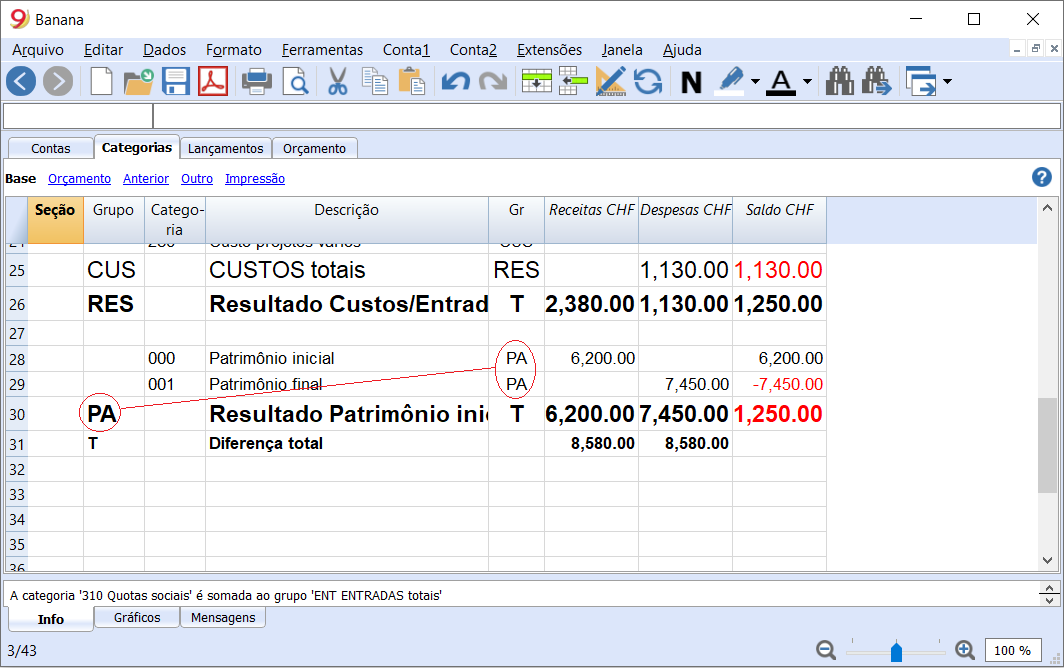 Banana
Arquivo Editar Dados Formato Ferramentas Conta1 Conta2 Extensões Janela Ajuda
N A
Contas Categorias Lançamentos Orçamento
Base Orçamento Anterior Outro Impressão
Seção Grupo Catego-ria Descrição Gr Receitas CHF Despesas CHF Saldo CHF
25 CUS CUSTOS totais RES 1,130.00 1,130.00
26 RES Resultado Custos/Entrad T 2,380.00 1,130.00 1,250.00
27
28 000 Patrimônio inicial PA 6,200.00 6,200.00
29 001 Patrimônio final PA 7,450.00 -7,450.00
30 PA Resultado Patrimônio inic T 6,200.00 7,450.00 1,250.00
31 T Diferença total 8,580.00 8,580.00
32
33
34
35
36
A categoria '310 Quotas sociais' é somada ao grupo 'ENT ENTRADAS totais'
Info Gráficos Mensagens
3/43 100 %